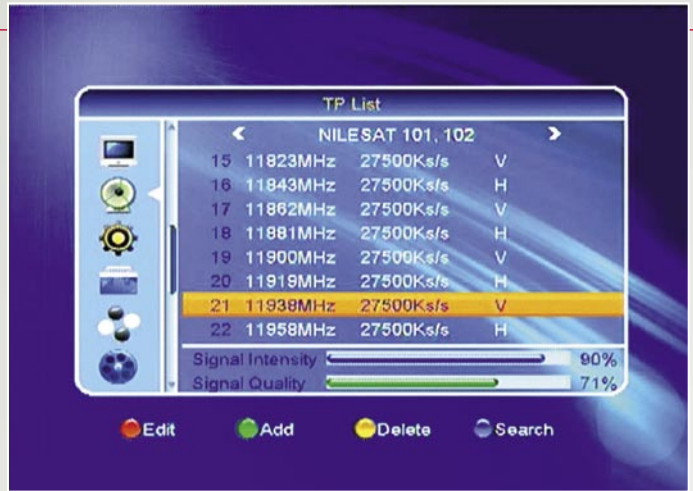 TP List
NILESAT 101, 102
15 11823MHz 27500Ks/s V
16 11843MHz 27500Ks/s H
17 11862MHz 27500Ks/s V
18 11881MHz 27500Ks/s H
19 11900MHz 27500Ks/s V
20 11919MHz 27500Ks/s H
21 11938MHz 27500Ks/s V
22 11958MHz 27500Ks/s H
Signal Intensity 90%
Signal Quality 71%
Edit Add Delete Search